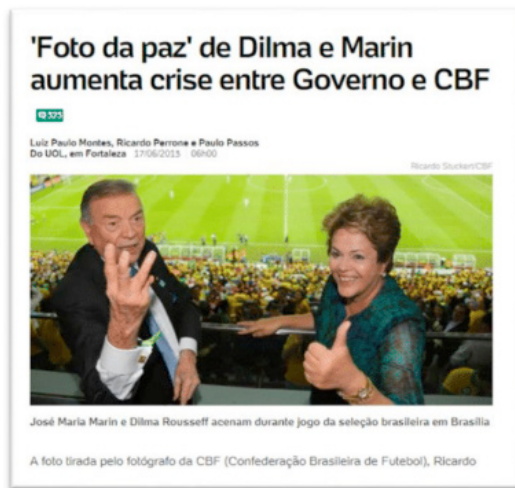 'Foto da paz' de Dilma e Marin
aumenta crise entre Governo e CBF
323
Luiz Paulo Montes, Ricardo Perrone e Paulo Passos
Do UOL, em Fortaleza 17/06/2013 06h00
Ricardo Stuckert/CBF
José Maria Marin e Dilma Rousseff acenam durante jogo da seleção brasileira em Brasília
A foto tirada pelo fotógrafo da CBF (Confederação Brasileira de Futebol), Ricardo